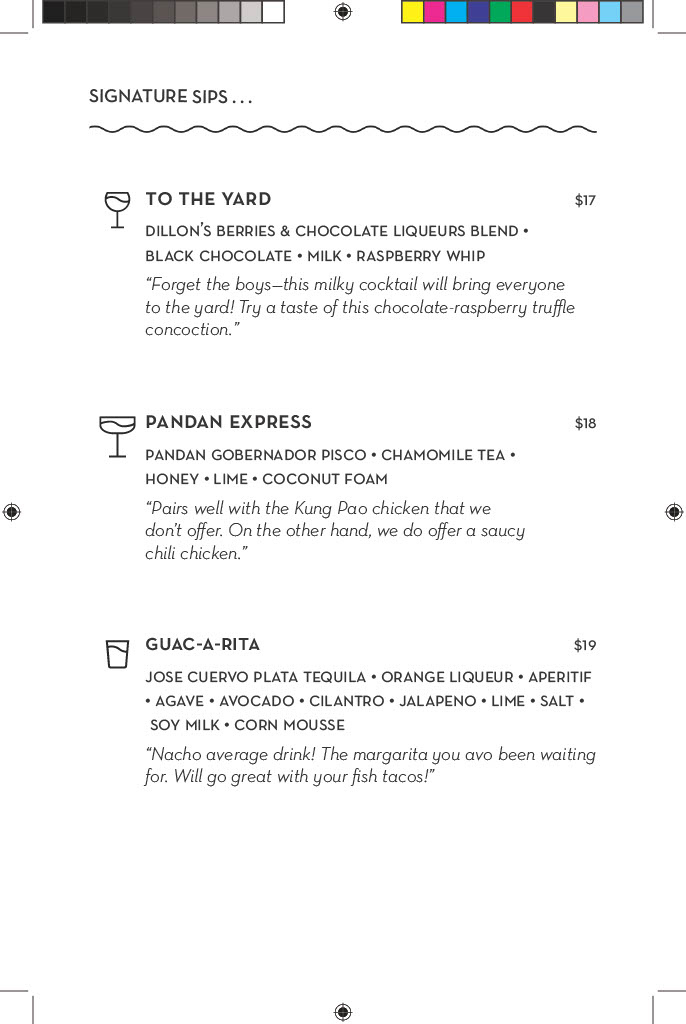 SIGNATURE SIPS . . .
TO THE YARD
$17
DILLON’S BERRIES & CHOCOLATE LIQUEURS BLEND •
BLACK CHOCOLATE • MILK • RASPBERRY WHIP
“Forget the boys—this milky cocktail will bring everyone
to the yard! Try a taste of this chocolate-raspberry truffle
concoction.”
PANDAN EXPRESS
$18
PANDAN GOBERNADOR PISCO • CHAMOMILE TEA •
HONEY • LIME • COCONUT FOAM
“Pairs well with the Kung Pao chicken that we
don’t offer. On the other hand, we do offer a saucy
chili chicken.”
GUAC-A-RITA
$19
JOSE CUERVO PLATA TEQUILA • ORANGE LIQUEUR • APERITIF
• AGAVE • AVOCADO • CILANTRO • JALAPENO • LIME • SALT •
SOY MILK • CORN MOUSSE
“Nacho average drink! The margarita you avo been waiting
for. Will go great with your fish tacos!”